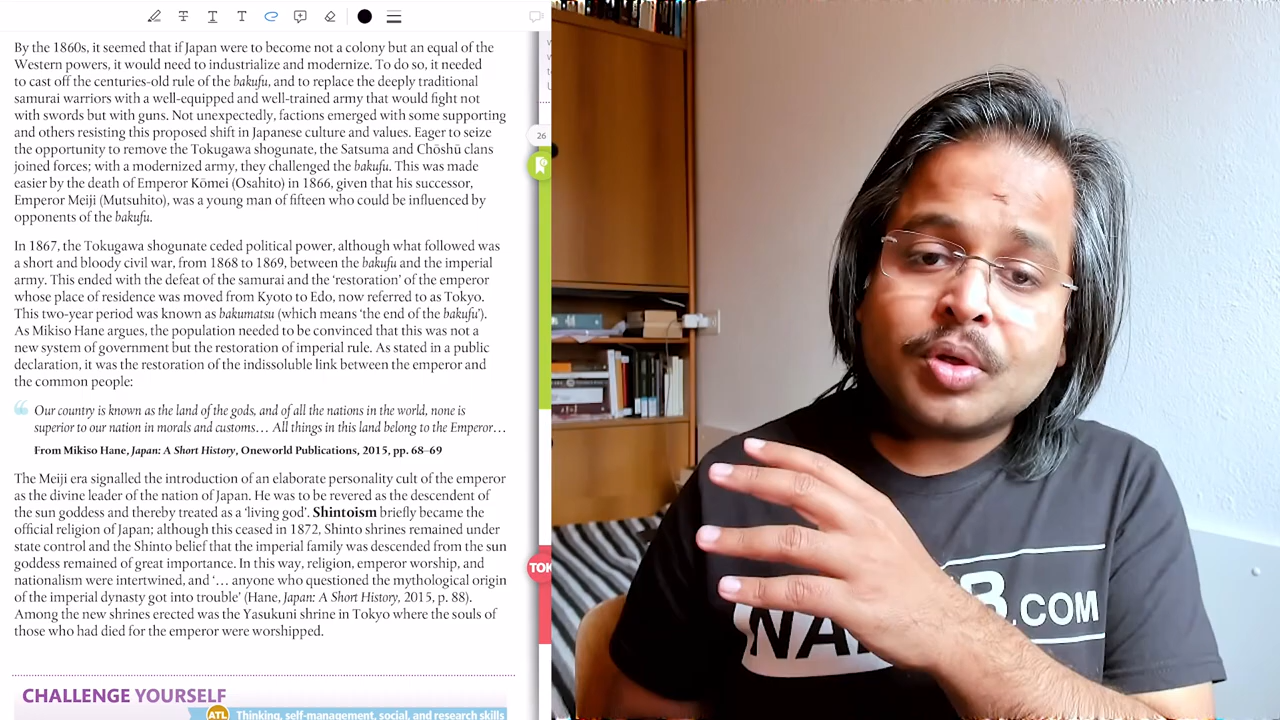 By the 1860s, it seemed that if Japan were to become not a colony but an equal of the
Western powers, it would need to industrialize and modernize. To do so, it needed
to cast off the centuries-old rule of the bakufu, and to replace the deeply traditional
samurai warriors with a well-equipped and well-trained army that would fight not
with swords but with guns. Not unexpectedly, factions emerged with some supporting
and others resisting this proposed shift in Japanese culture and values. Eager to seize
the opportunity to remove the Tokugawa shogunate, the Satsuma and Chōshū clans
joined forces; with a modernized army, they challenged the bakufu. This was made
easier by the death of Emperor Kōmei (Osahito) in 1866, given that his successor,
Emperor Meiji (Mutsuhito), was a young man of fifteen who could be influenced by
opponents of the bakufu.
In 1867, the Tokugawa shogunate ceded political power, although what followed was
a short and bloody civil war, from 1868 to 1869, between the bakufu and the imperial
army. This ended with the defeat of the samurai and the ‘restoration’ of the emperor
whose place of residence was moved from Kyoto to Edo, now referred to as Tokyo.
This two-year period was known as bakumatsu (which means ‘the end of the bakufu’).
As Mikiso Hane argues, the population needed to be convinced that this was not a
new system of government but the restoration of imperial rule. As stated in a public
declaration, it was the restoration of the indissoluble link between the emperor and
the common people:
Our country is known as the land of the gods, and of all the nations in the world, none is
superior to our nation in morals and customs… All things in this land belong to the Emperor…
From Mikiso Hane, Japan: A Short History, Oneworld Publications, 2015, pp. 68–69
The Meiji era signalled the introduction of an elaborate personality cult of the emperor
as the divine leader of the nation of Japan. He was to be revered as the descendent of
the sun goddess and thereby treated as a ‘living god’. Shintoism briefly became the
official religion of Japan; although this ceased in 1872, Shinto shrines remained under
state control and the Shinto belief that the imperial family was descended from the sun
goddess remained of great importance. In this way, religion, emperor worship, and
nationalism were intertwined, and ‘… anyone who questioned the mythological origin
of the imperial dynasty got into trouble’ (Hane, Japan: A Short History, 2015, p. 88).
Among the new shrines erected was the Yasukuni shrine in Tokyo where the souls of
those who had died for the emperor were worshipped.
CHALLENGE YOURSELF
ATL
Thinking, self-management, social, and research skills
26
TOK
.COM